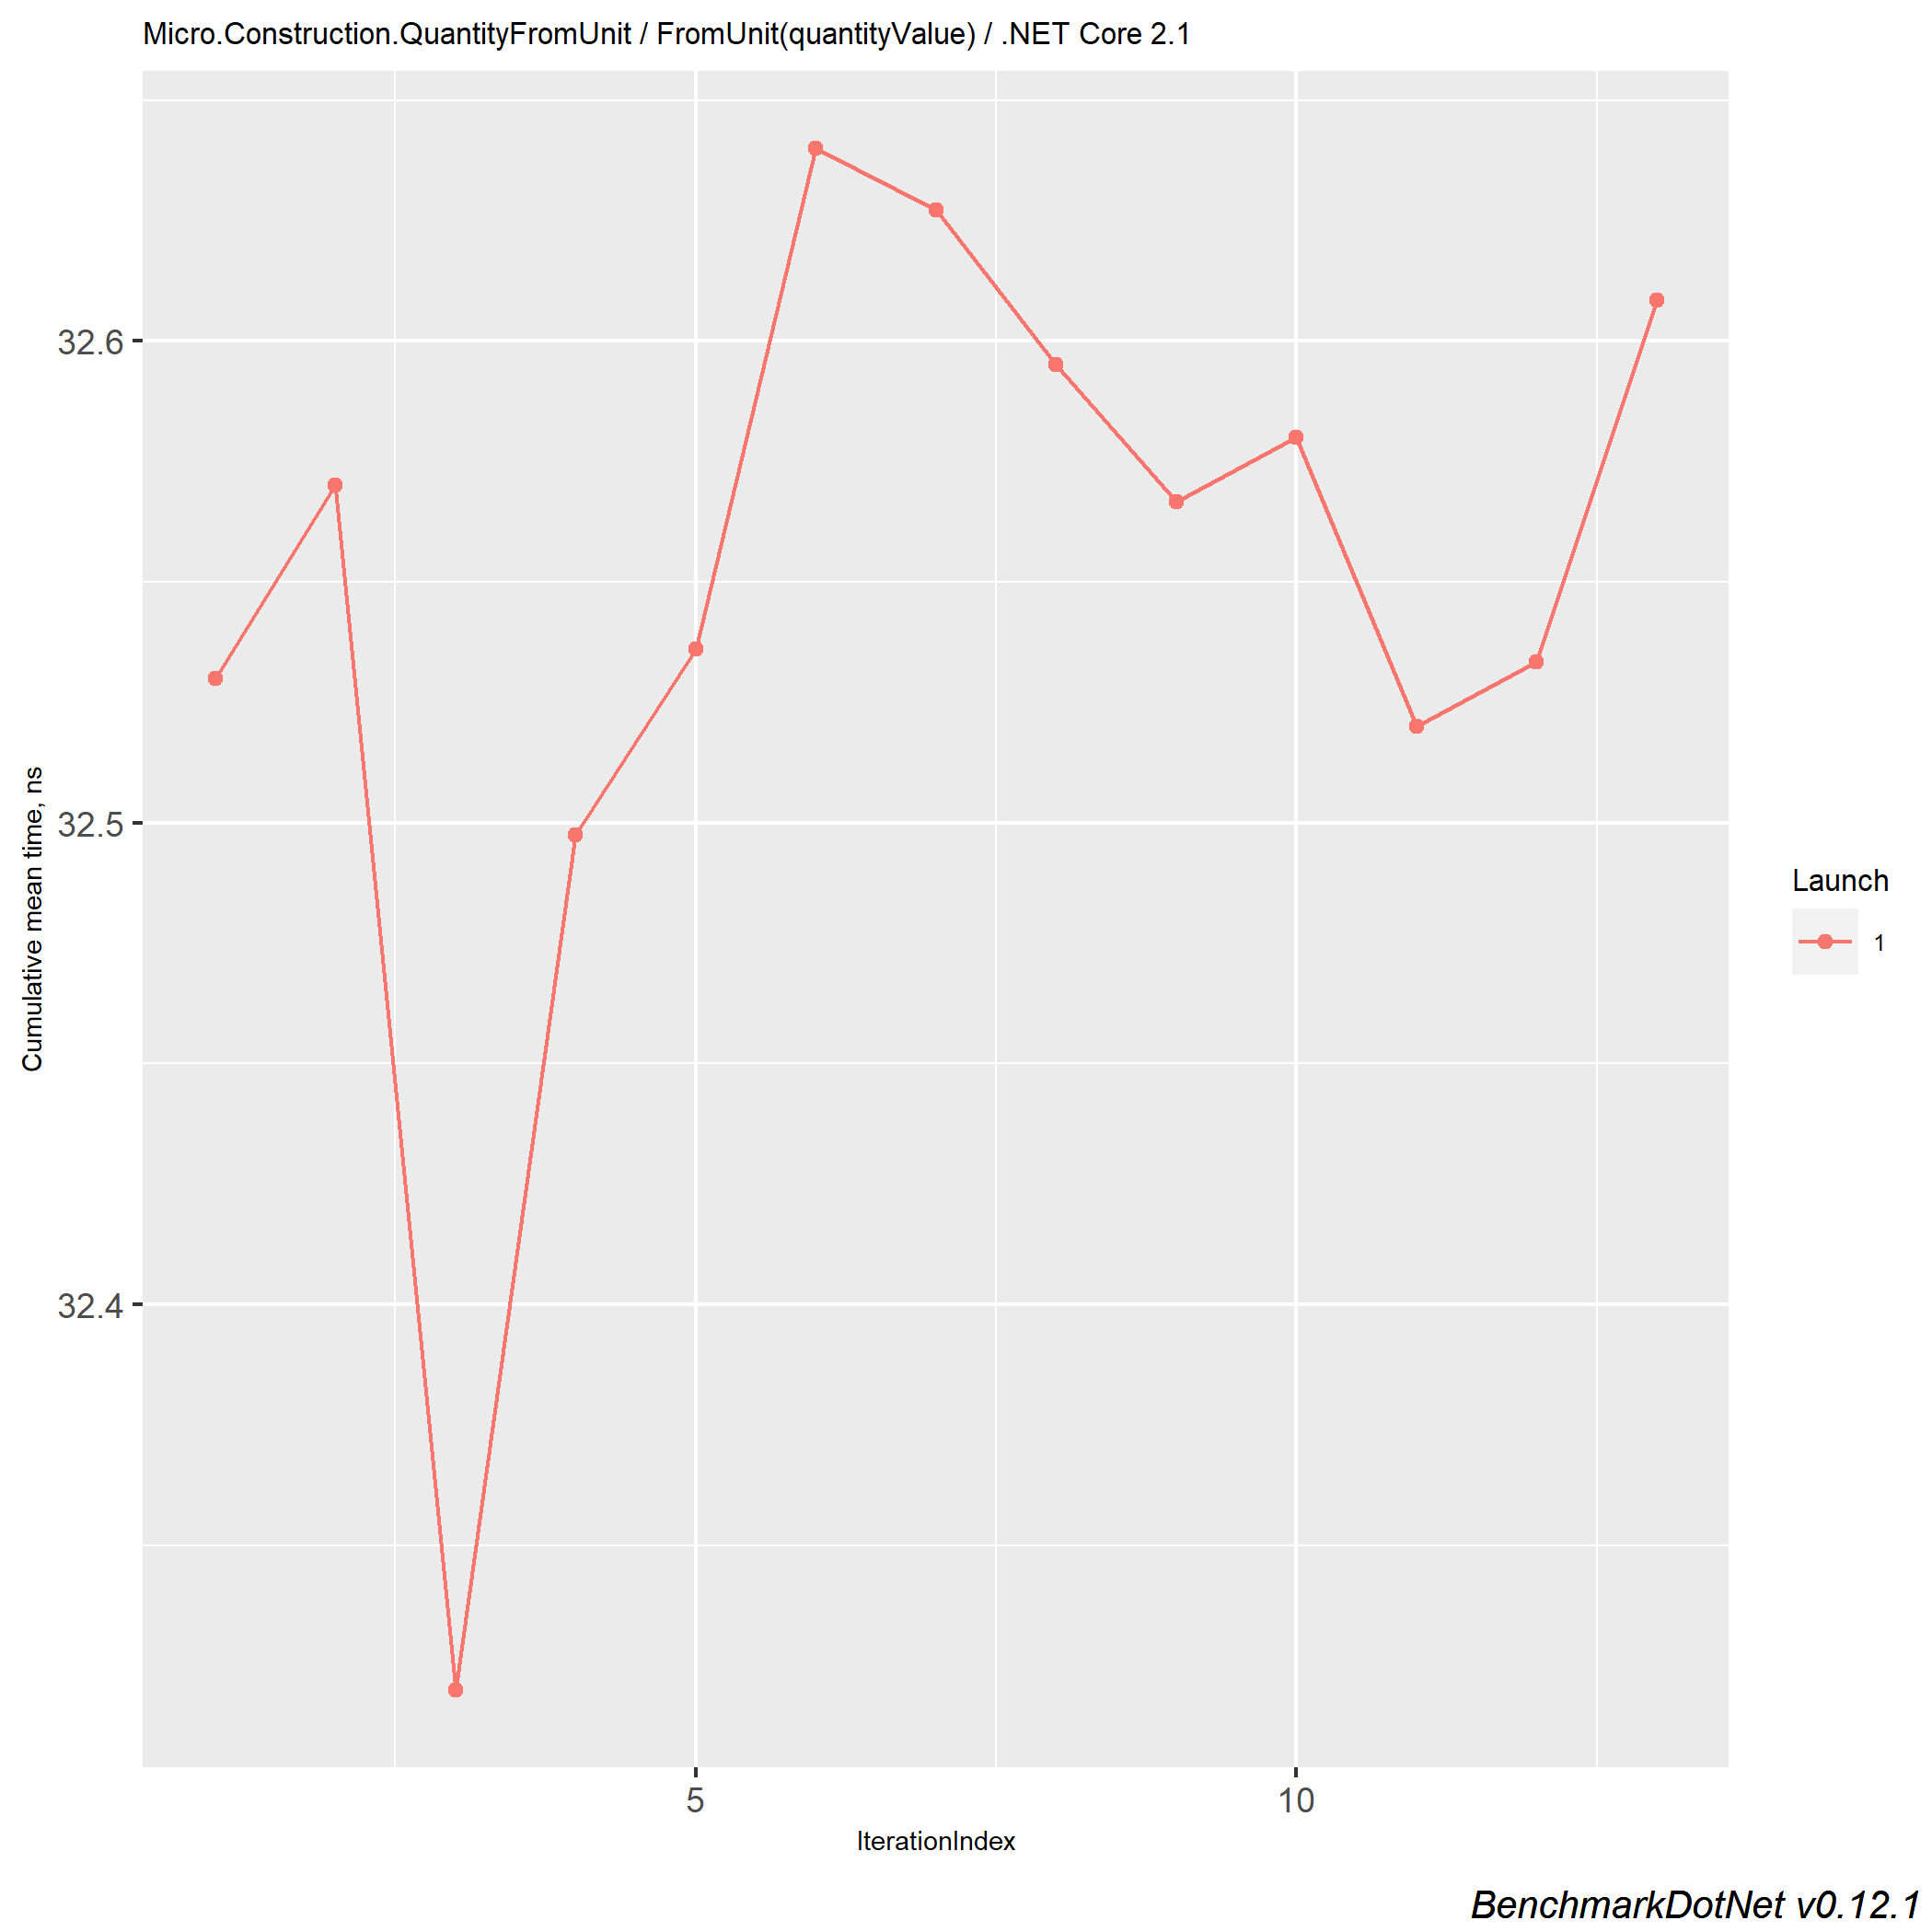 Micro.Construction.QuantityFromUnit / FromUnit(quantityValue) / .NET Core 2.1
32.6
32.5
32.4
Cumulative mean time, ns
5
10
IterationIndex
Launch
1
BenchmarkDotNet v0.12.1